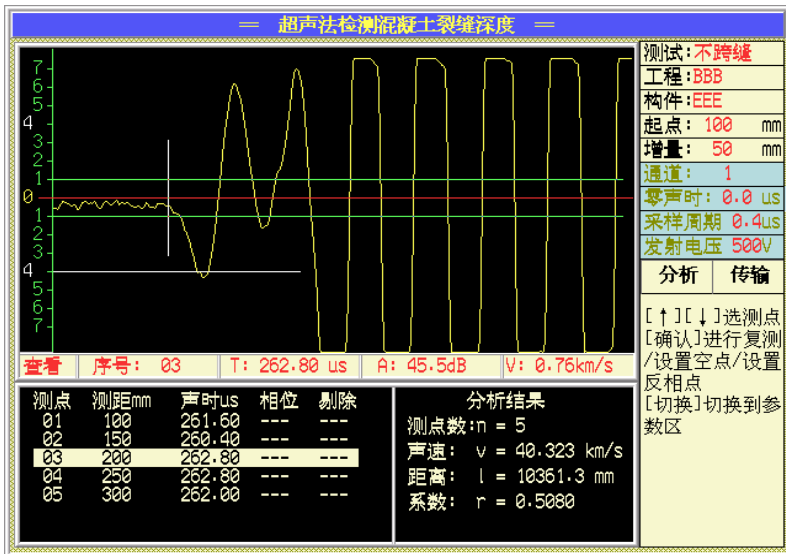 ═ 超声法检测混凝土裂缝深度 ═
7
6
5
4
3
2
1
0
1
2
3
4
5
6
7
查看 序号: 03 T: 262.80 us A: 45.5dB V: 0.76km/s
测点 测距mm 声时us 相位 剔除
01 100 261.60 --- ---
02 150 260.40 --- ---
03 200 262.80 --- ---
04 250 262.80 --- ---
05 300 262.00 --- ---
分析结果
测点数:n = 5
声速: v = 40.323 km/s
距离: l = 10361.3 mm
系数: r = 0.5080
测试:不跨缝
工程:BBB
构件:EEE
起点: 100 mm
增量: 50 mm
通道: 1
零声时: 0.0 us
采样周期 0.4us
发射电压 500V
分析 传输
[↑][↓]选测点
[确认]进行复测
/设置空点/设置
反相点
[切换]切换到参
数区